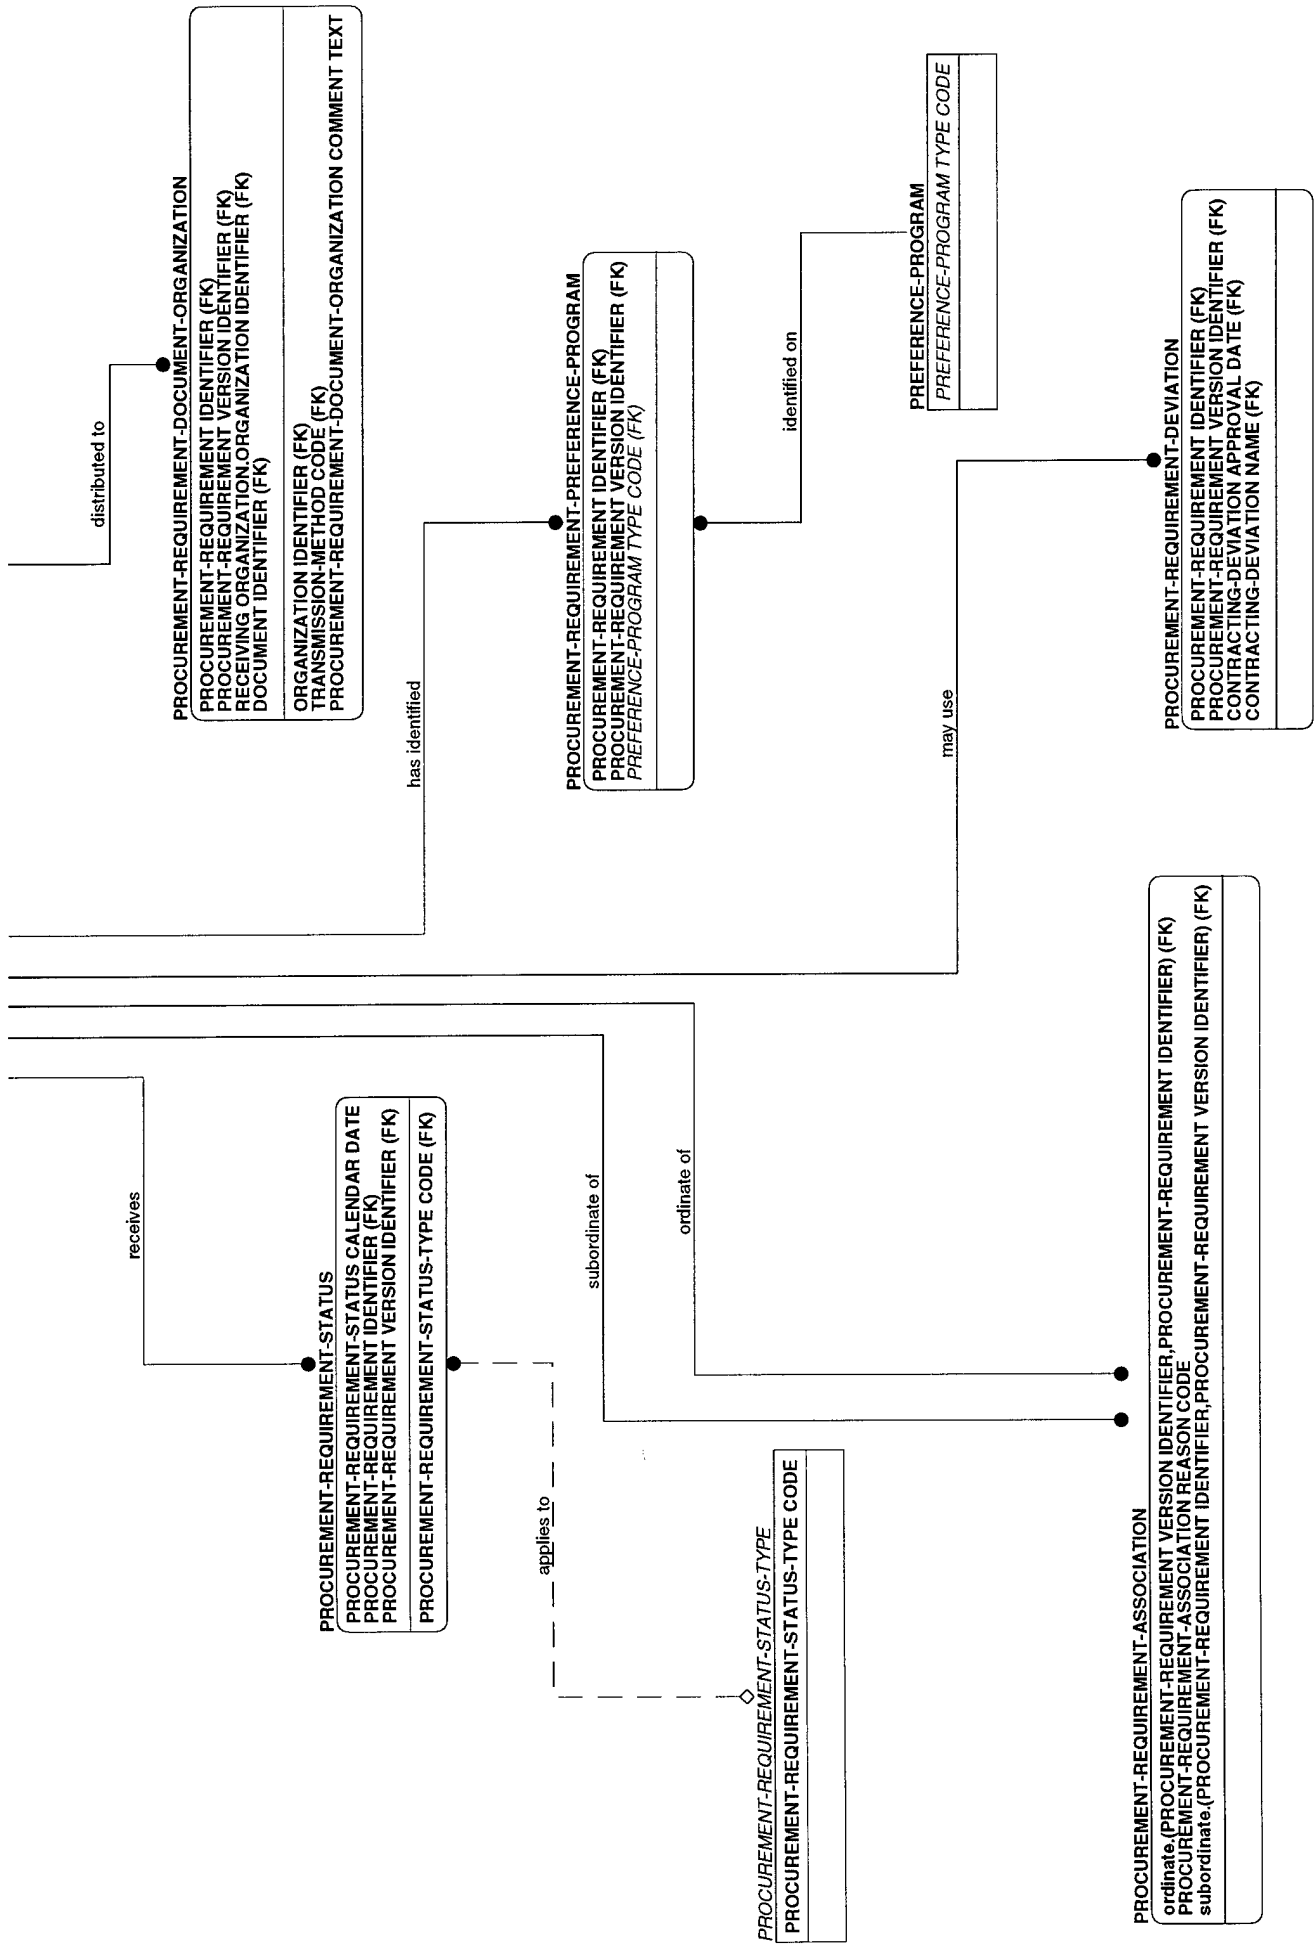 distributed to
PROCUREMENT-REQUIREMENT-DOCUMENT-ORGANIZATION
PROCUREMENT-REQUIREMENT IDENTIFIER (FK)
PROCUREMENT-REQUIREMENT VERSION IDENTIFIER (FK)
RECEIVING ORGANIZATION.ORGANIZATION IDENTIFIER (FK)
DOCUMENT IDENTIFIER (FK)
ORGANIZATION IDENTIFIER (FK)
TRANSMISSION-METHOD CODE (FK)
PROCUREMENT-REQUIREMENT-DOCUMENT-ORGANIZATION COMMENT TEXT
has identified
PROCUREMENT-REQUIREMENT-PREFERENCE-PROGRAM
PROCUREMENT-REQUIREMENT IDENTIFIER (FK)
PROCUREMENT-REQUIREMENT VERSION IDENTIFIER (FK)
PREFERENCE-PROGRAM TYPE CODE (FK)
identified on
PREFERENCE-PROGRAM
PREFERENCE-PROGRAM TYPE CODE
may use
PROCUREMENT-REQUIREMENT-DEVIATION
PROCUREMENT-REQUIREMENT IDENTIFIER (FK)
PROCUREMENT-REQUIREMENT VERSION IDENTIFIER (FK)
CONTRACTING-DEVIATION APPROVAL DATE (FK)
CONTRACTING-DEVIATION NAME (FK)
receives
PROCUREMENT-REQUIREMENT-STATUS
PROCUREMENT-REQUIREMENT-STATUS CALENDAR DATE
PROCUREMENT-REQUIREMENT IDENTIFIER (FK)
PROCUREMENT-REQUIREMENT VERSION IDENTIFIER (FK)
PROCUREMENT-REQUIREMENT-STATUS-TYPE CODE (FK)
applies to
subordinate of
ordinate of
PROCUREMENT-REQUIREMENT-STATUS-TYPE
PROCUREMENT-REQUIREMENT-STATUS-TYPE CODE
PROCUREMENT-REQUIREMENT-ASSOCIATION
ordinate.(PROCUREMENT-REQUIREMENT VERSION IDENTIFIER,PROCUREMENT-REQUIREMENT IDENTIFIER) (FK)
PROCUREMENT-REQUIREMENT-ASSOCIATION REASON CODE
subordinate.(PROCUREMENT-REQUIREMENT IDENTIFIER,PROCUREMENT-REQUIREMENT VERSION IDENTIFIER) (FK)